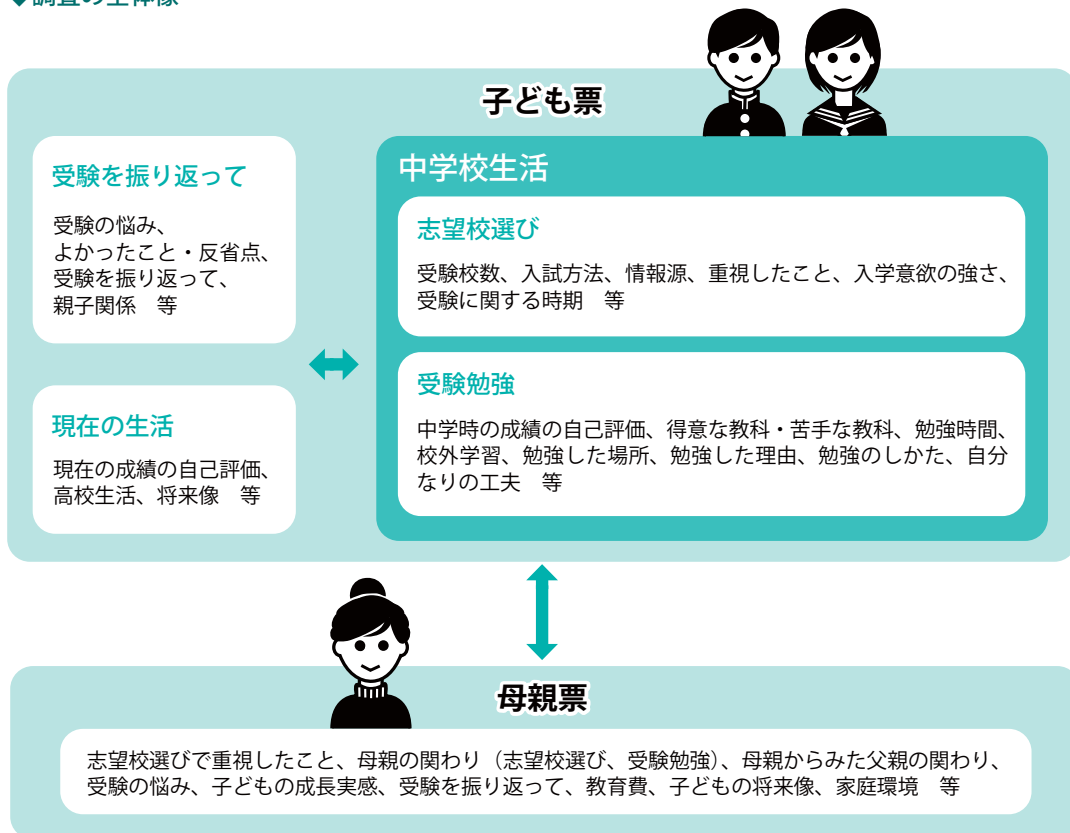 ◆調査の全体像
子ども票
受験を振り返って
受験の悩み、
よかったこと・反省点、
受験を振り返って、
親子関係　等
現在の生活
現在の成績の自己評価、
高校生活、将来像　等
中学校生活
志望校選び
受験校数、入試方法、情報源、重視したこと、入学意欲の強さ、
受験に関する時期　等
受験勉強
中学時の成績の自己評価、得意な教科・苦手な教科、勉強時間、
校外学習、勉強した場所、勉強した理由、勉強のしかた、自分
なりの工夫　等
母親票
志望校選びで重視したこと、母親の関わり（志望校選び、受験勉強）、母親からみた父親の関わり、
受験の悩み、子どもの成長実感、受験を振り返って、教育費、子どもの将来像、家庭環境　等